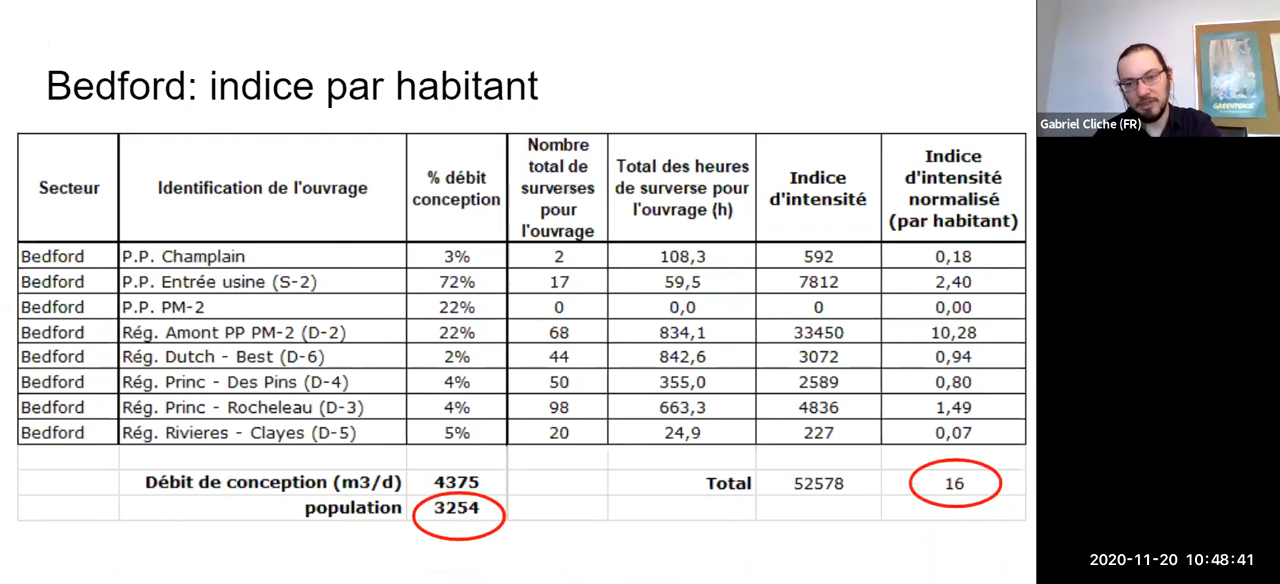 Bedford: indice par habitant
Secteur Identification de l'ouvrage % débit conception Nombre total de surverses pour l'ouvrage Total des heures de surverse pour l'ouvrage (h) Indice d'intensité Indice d'intensité normalisé (par habitant)
Bedford P.P. Champlain 3% 2 108,3 592 0,18
Bedford P.P. Entrée usine (S-2) 72% 17 59,5 7812 2,40
Bedford P.P. PM-2 22% 0 0,0 0 0,00
Bedford Rég. Amont PP PM-2 (D-2) 22% 68 834,1 33450 10,28
Bedford Rég. Dutch - Best (D-6) 2% 44 842,6 3072 0,94
Bedford Rég. Princ - Des Pins (D-4) 4% 50 355,0 2589 0,80
Bedford Rég. Princ - Rocheleau (D-3) 4% 98 663,3 4836 1,49
Bedford Rég. Rivieres - Clayes (D-5) 5% 20 24,9 227 0,07
Débit de conception (m3/d) 4375 Total 52578 16
population 3254
GREENPEACE
Gabriel Cliche (FR)
2020-11-20 10:48:41